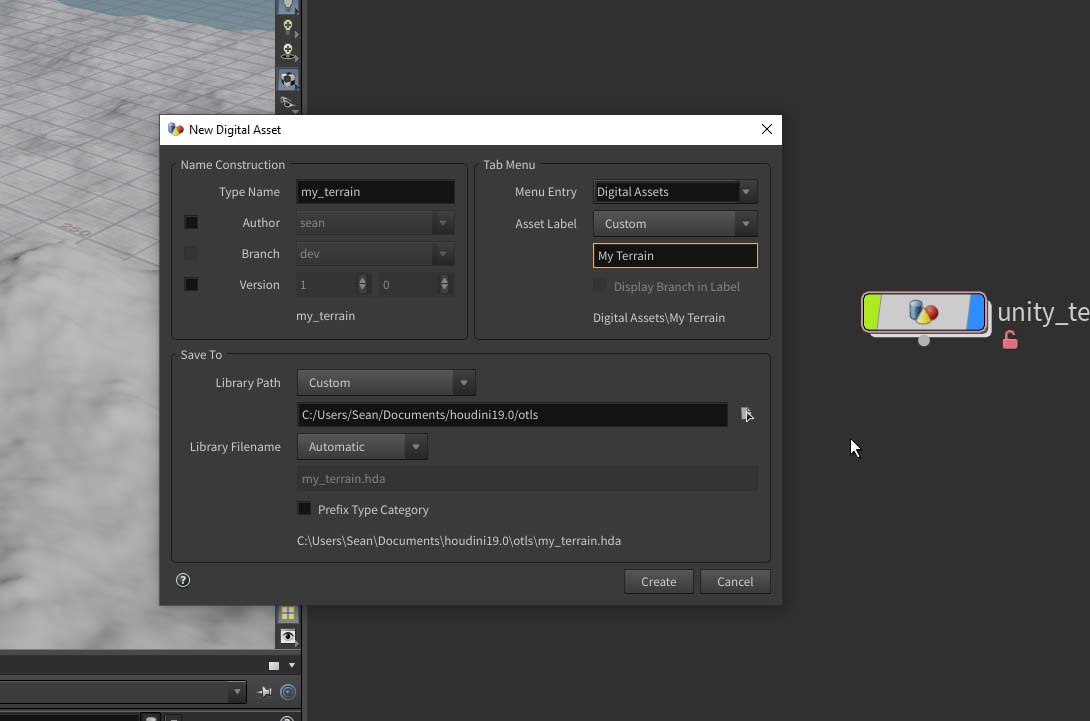 250
New Digital Asset
Name Construction
Type Name my_terrain
Author sean
Branch dev
Version 1 0
my_terrain
Tab Menu
Menu Entry Digital Assets
Asset Label Custom
My Terrain
Display Branch in Label
Digital Assets\My Terrain
Save To
Library Path Custom
C:/Users/Sean/Documents/houdini19.0/otls
Library Filename Automatic
my_terrain.hda
Prefix Type Category
C:\Users\Sean\Documents\houdini19.0\otls\my_terrain.hda
? Create Cancel
unity_te